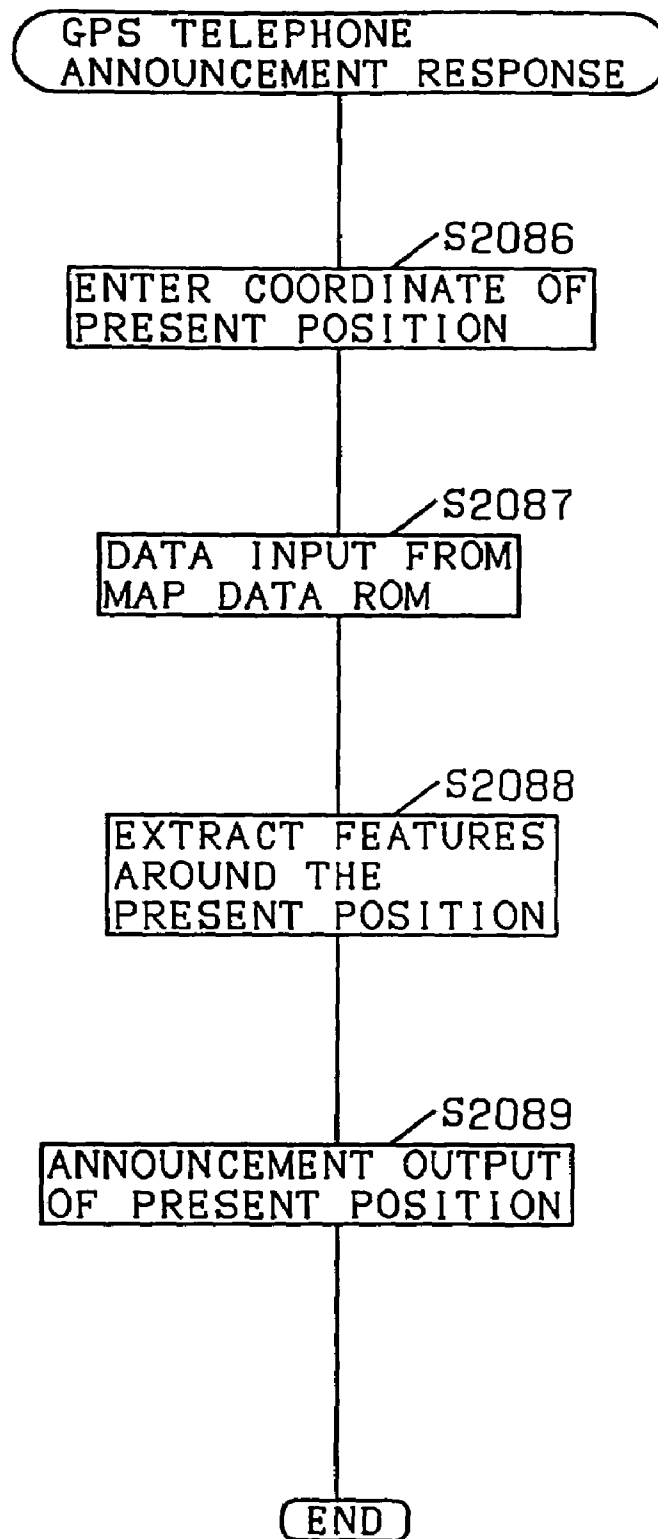 GPS TELEPHONE
ANNOUNCEMENT RESPONSE
S2086
ENTER COORDINATE OF
PRESENT POSITION
S2087
DATA INPUT FROM
MAP DATA ROM
S2088
EXTRACT FEATURES
AROUND THE
PRESENT POSITION
S2089
ANNOUNCEMENT OUTPUT
OF PRESENT POSITION
END